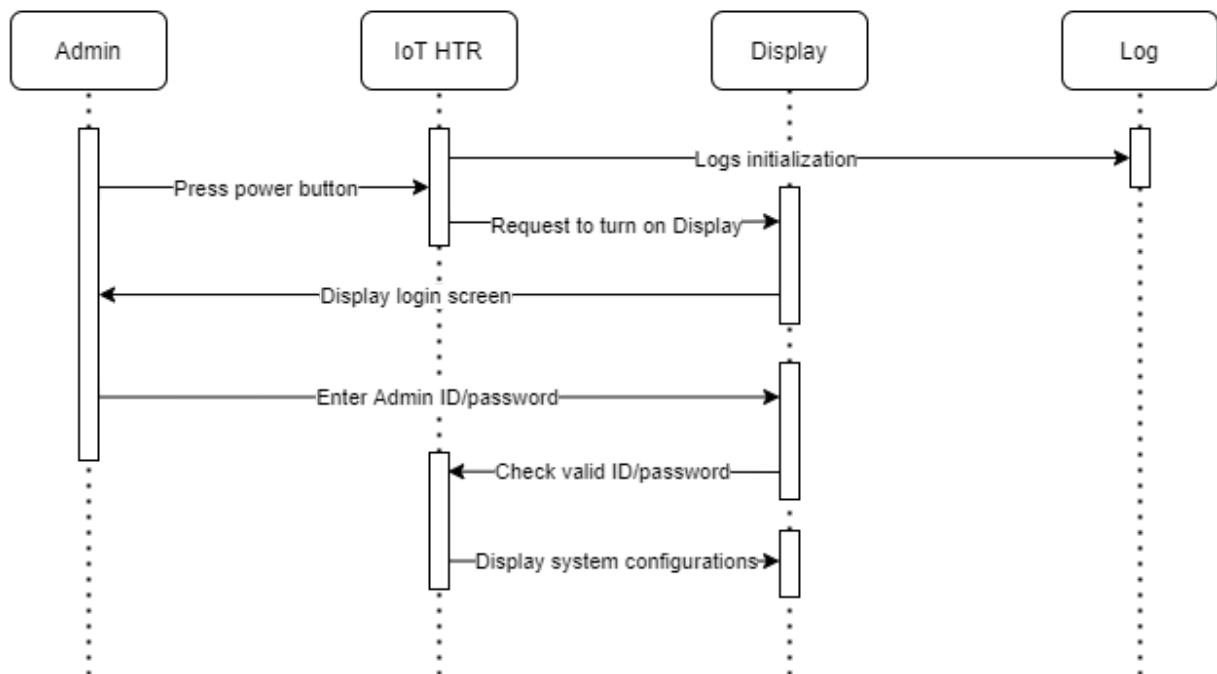 Admin
IoT HTR
Display
Log
Logs initialization
Press power button
Request to turn on Display
Display login screen
Enter Admin ID/password
Check valid ID/password
Display system configurations